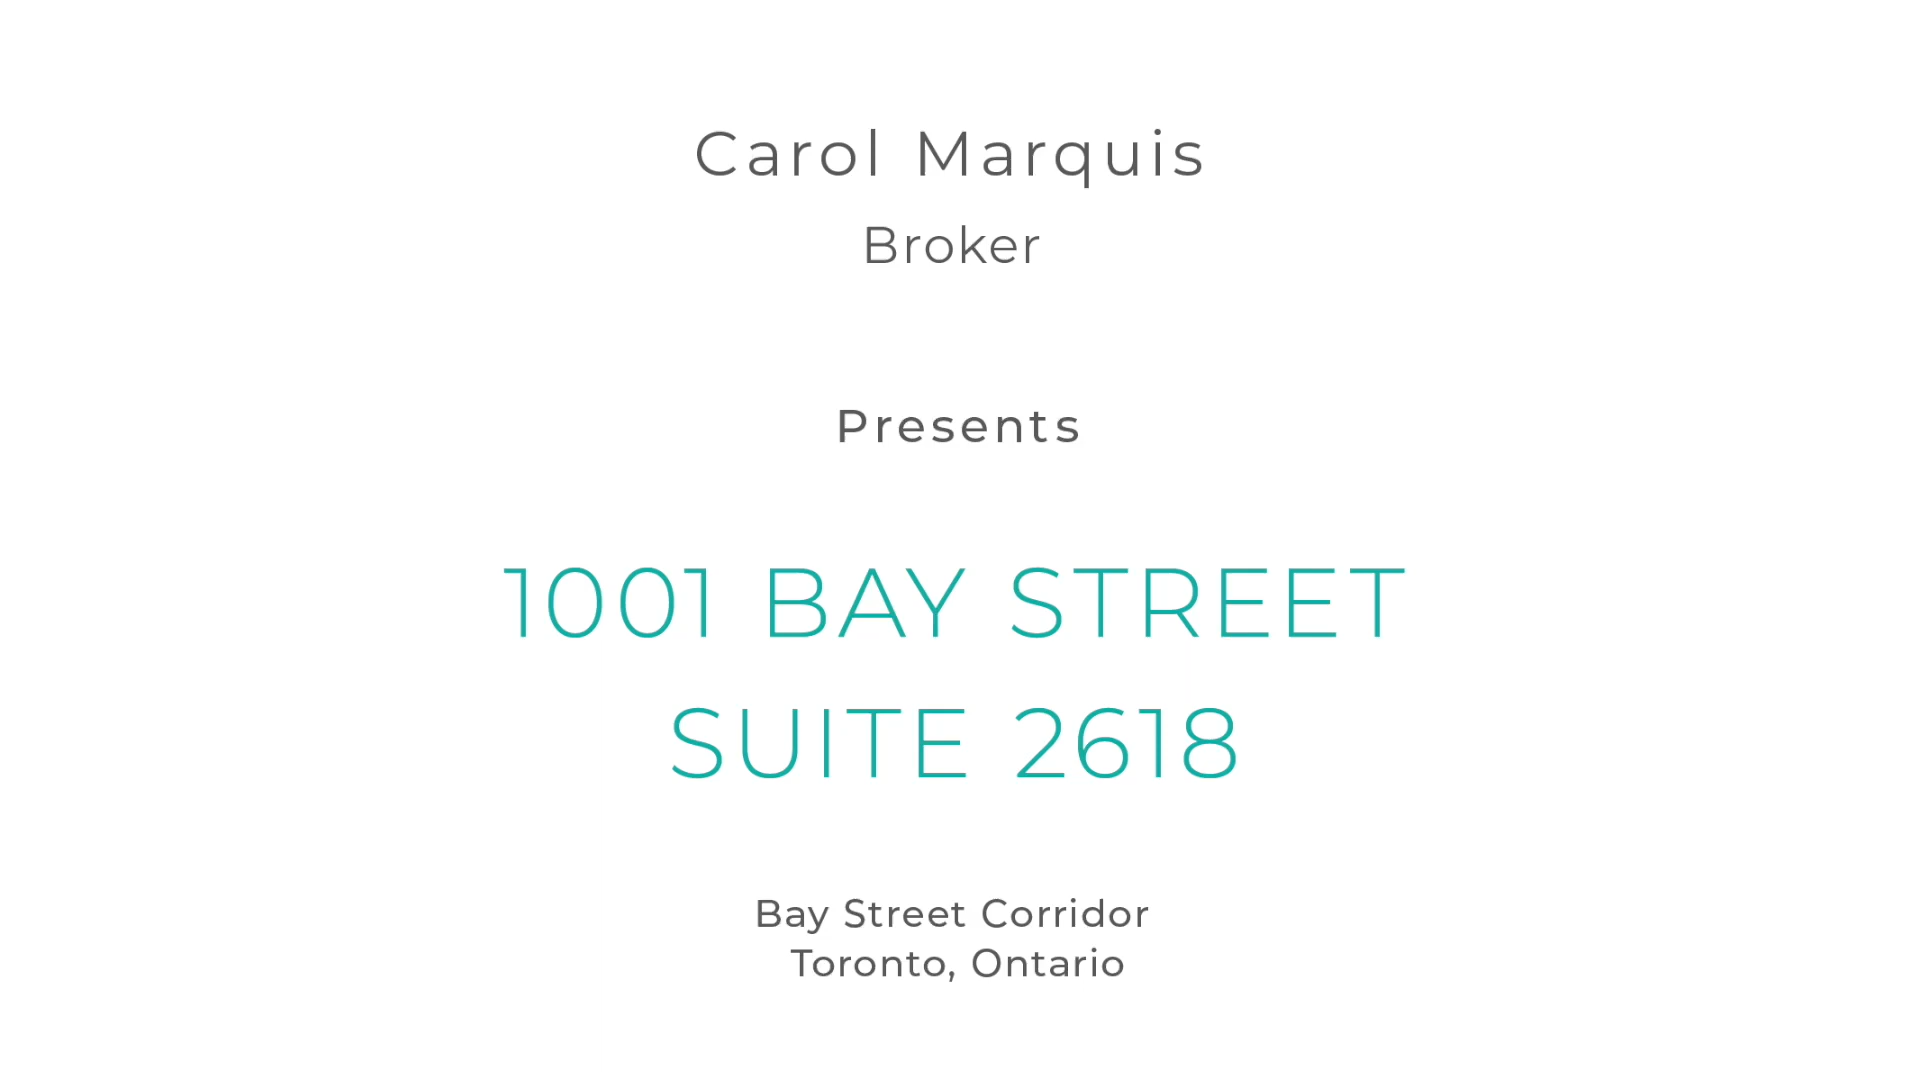 Carol Marquis
Broker
Presents
1001 BAY STREET
SUITE 2618
Bay Street Corridor
Toronto, Ontario